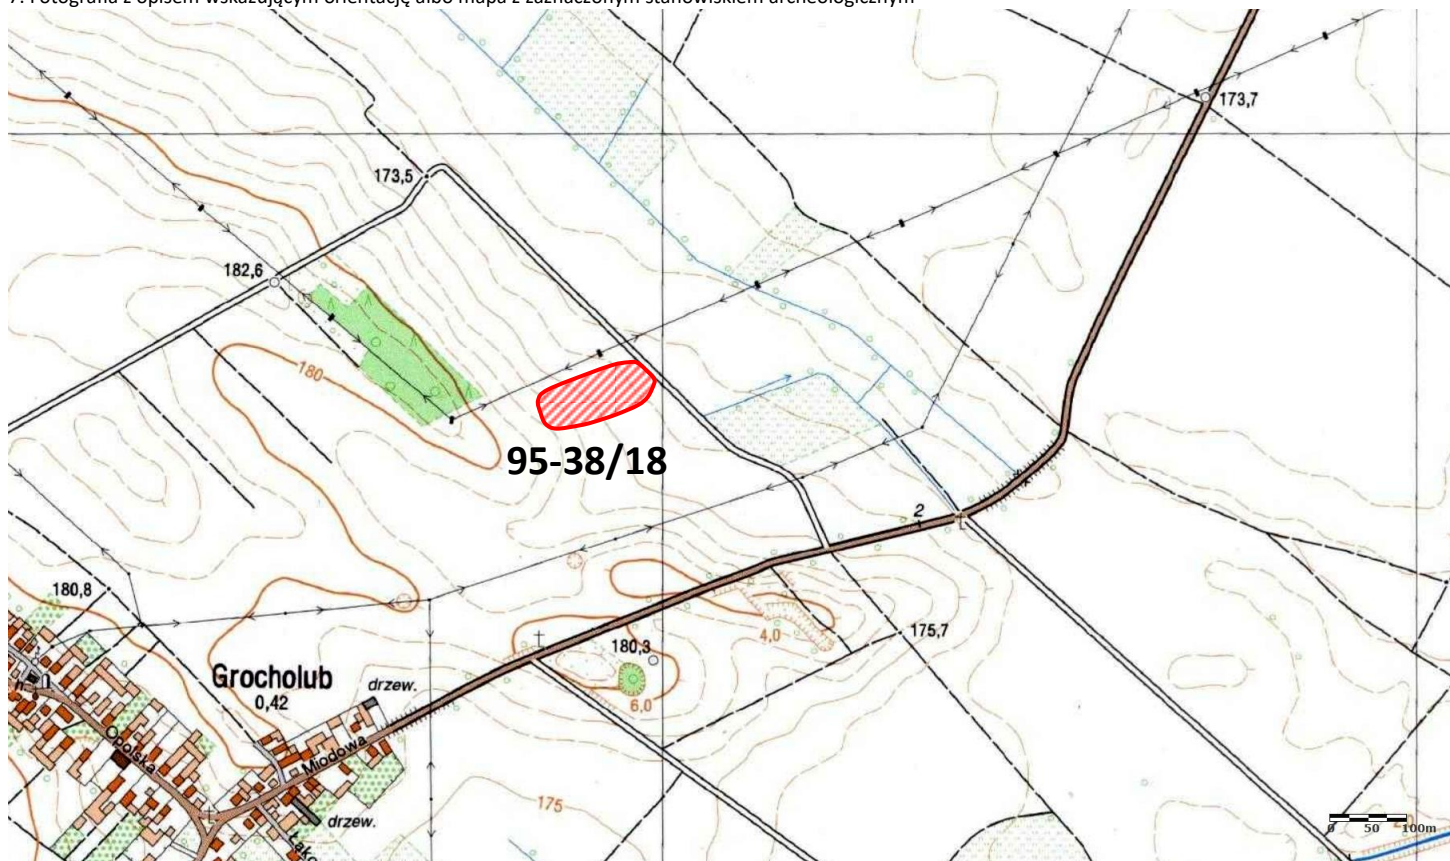 7. Fotografia z opisem wskazującym orientację albo mapa z zaznaczonym stanowiskiem archeologicznym
173,7
173,5
182,6
180
95-38/18
2
180,8
175,7
4,0
180,3
Grocholub
0,42
drzew.
6,0
Opolska
Miodowa
175
drzew.
0 50 100m